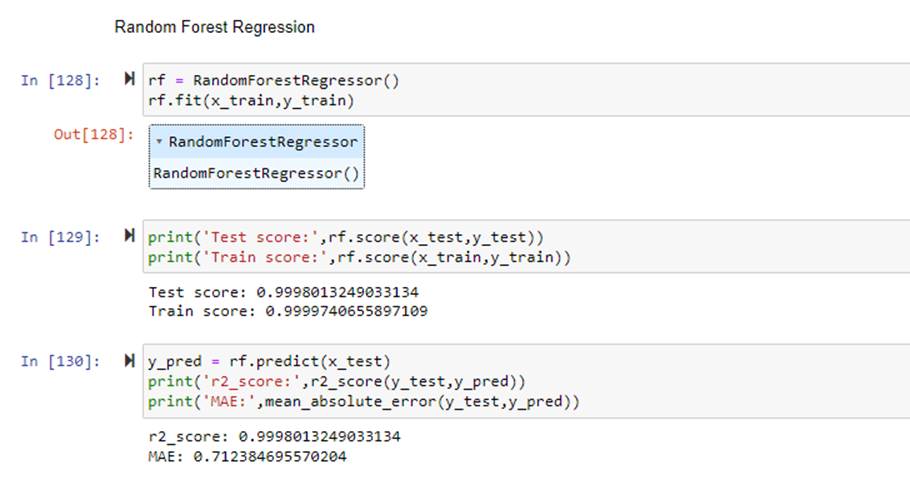 Random Forest Regression
In [128]: rf = RandomForestRegressor()
rf.fit(x_train,y_train)
Out[128]: ▾ RandomForestRegressor
RandomForestRegressor()
In [129]: print('Test score:',rf.score(x_test,y_test))
print('Train score:',rf.score(x_train,y_train))
Test score: 0.9998013249033134
Train score: 0.9999740655897109
In [130]: y_pred = rf.predict(x_test)
print('r2_score:',r2_score(y_test,y_pred))
print('MAE:',mean_absolute_error(y_test,y_pred))
r2_score: 0.9998013249033134
MAE: 0.712384695570204